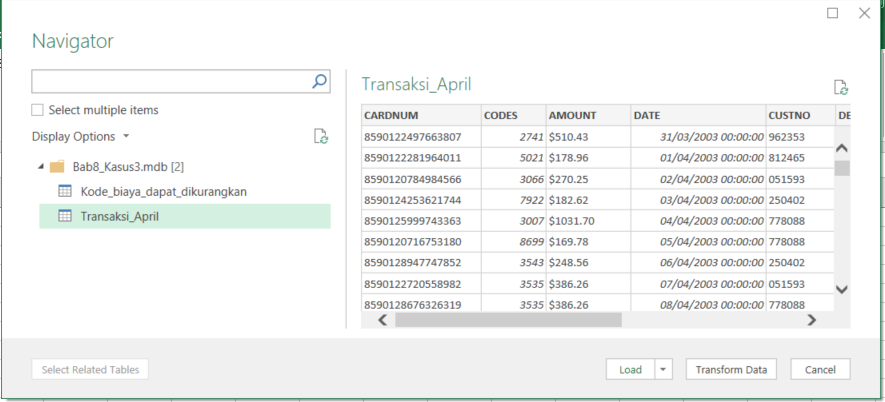 Navigator
Select multiple items
Display Options
Bab8_Kasus3.mdb [2]
Kode_biaya_dapat_dikurangkan
Transaksi_April
Transaksi_April
CARDNUM CODES AMOUNT DATE CUSTNO DE
8590122497663807 2741 $510.43 31/03/2003 00:00:00 962353
8590122281964011 5021 $178.96 01/04/2003 00:00:00 812465
8590120784984566 3066 $270.25 02/04/2003 00:00:00 051593
8590124253621744 7922 $182.62 03/04/2003 00:00:00 250402
8590125999743363 3007 $1031.70 04/04/2003 00:00:00 778088
8590120716753180 8699 $169.78 05/04/2003 00:00:00 778088
8590128947747852 3543 $248.56 06/04/2003 00:00:00 250402
8590122720558982 3535 $386.26 07/04/2003 00:00:00 051593
8590128676326319 3535 $386.26 08/04/2003 00:00:00 778088
Select Related Tables Load Transform Data Cancel